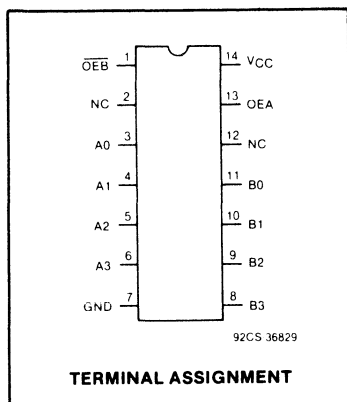 O̅E̅B̅ 1 14 VCC
NC 2 13 OEA
A0 3 12 NC
A1 4 11 B0
A2 5 10 B1
A3 6 9 B2
GND 7 8 B3
92CS 36829
TERMINAL ASSIGNMENT